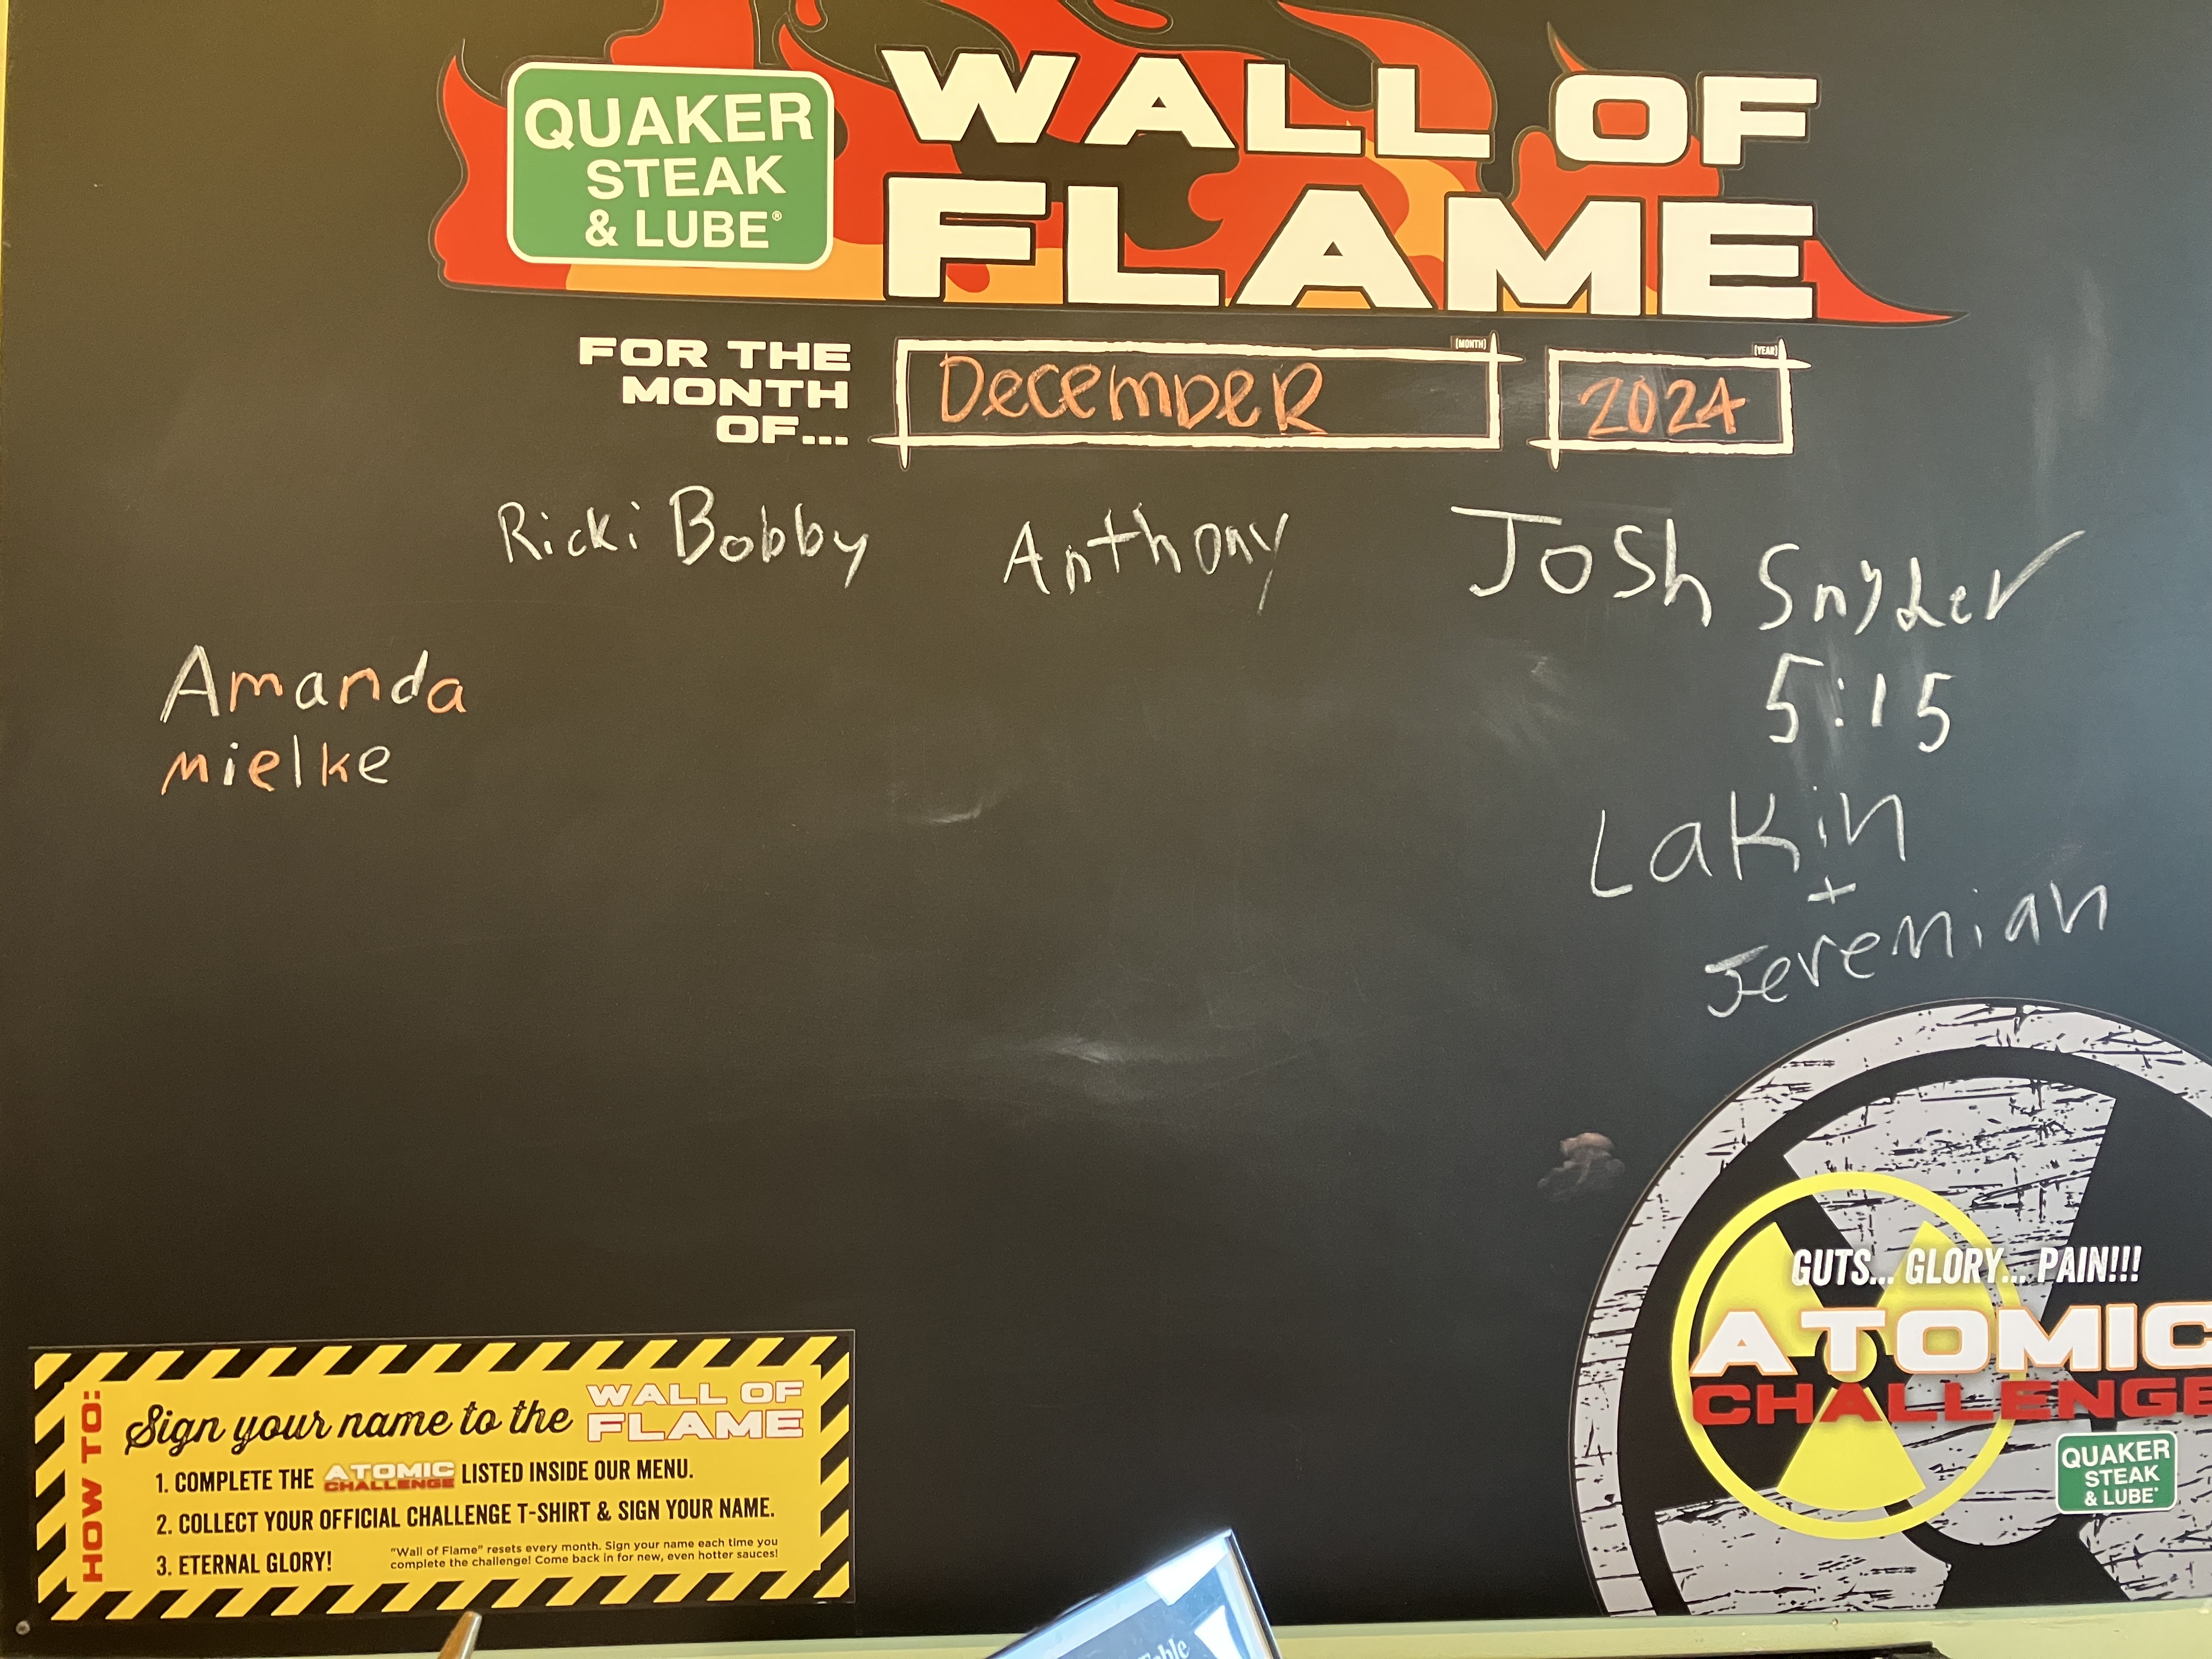 QUAKER
STEAK
& LUBE®
WALL OF
FLAME
FOR THE
MONTH
OF...
(MONTH)
December
(YEAR)
2024
Ricki Bobby
Anthony
Josh Snyder
5:15
Amanda
mielke
Lakin
+
Jeremiah
GUTS... GLORY... PAIN!!!
ATOMIC
CHALLENGE
QUAKER
STEAK
& LUBE®
HOW TO:
Sign your name to the WALL OF FLAME
1. COMPLETE THE ATOMIC CHALLENGE LISTED INSIDE OUR MENU.
2. COLLECT YOUR OFFICIAL CHALLENGE T-SHIRT & SIGN YOUR NAME.
3. ETERNAL GLORY!
"Wall of Flame" resets every month. Sign your name each time you
complete the challenge! Come back in for new, even hotter sauces!